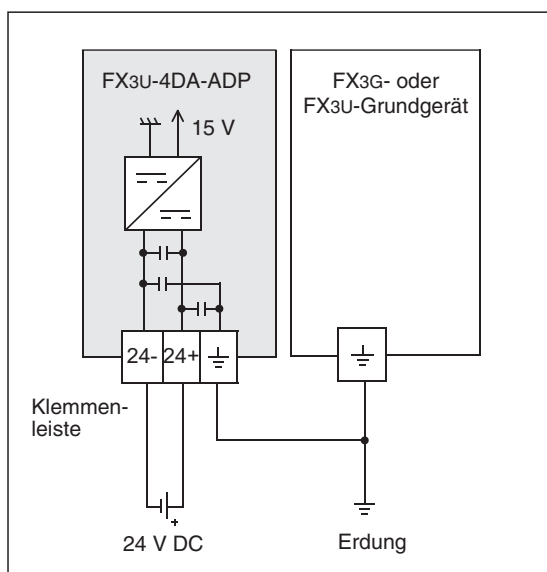 FX3U-4DA-ADP
15 V
FX3G- oder
FX3U-Grundgerät
24-
24+
Klemmen-
leiste
+
24 V DC
Erdung